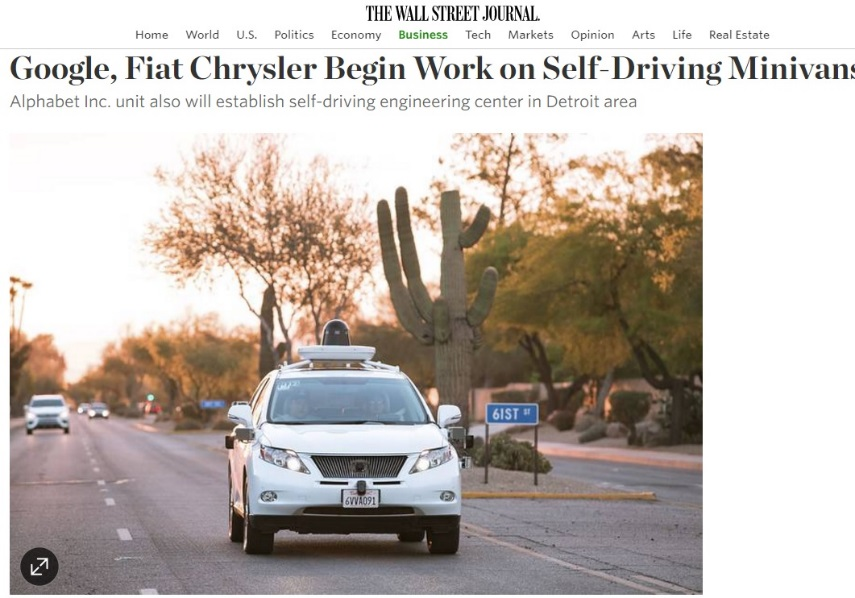 THE WALL STREET JOURNAL.
Home World U.S. Politics Economy Business Tech Markets Opinion Arts Life Real Estate
Google, Fiat Chrysler Begin Work on Self-Driving Minivans
Alphabet Inc. unit also will establish self-driving engineering center in Detroit area
61ST ST
6VVA091